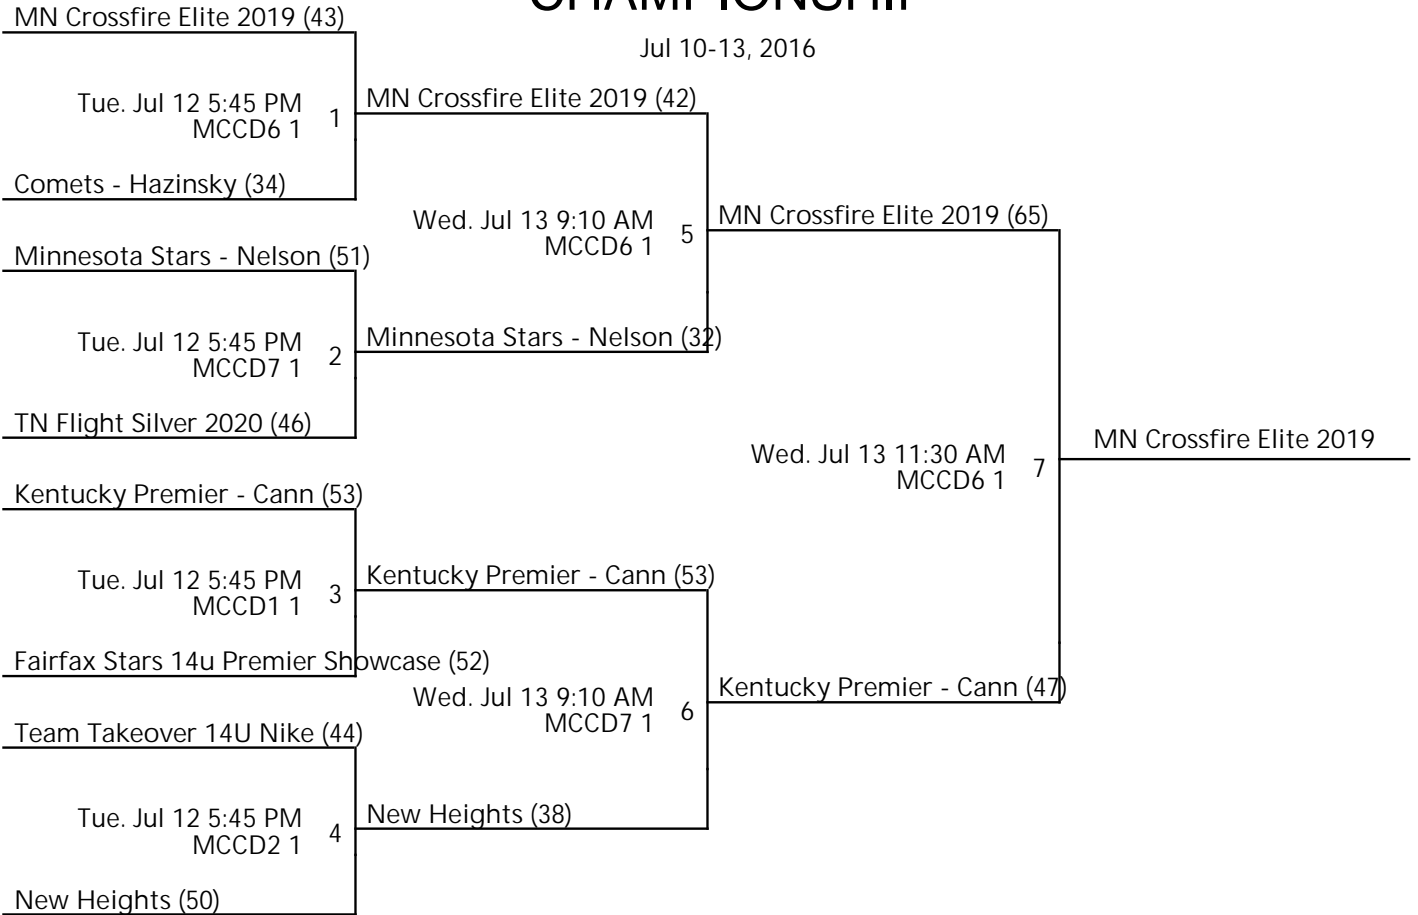 CHAMPIONSHIP
Jul 10-13, 2016
MN Crossfire Elite 2019 (43)
Tue. Jul 12 5:45 PM
MCCD6 1
1
Comets - Hazinsky (34)
MN Crossfire Elite 2019 (42)
Minnesota Stars - Nelson (51)
Tue. Jul 12 5:45 PM
MCCD7 1
2
TN Flight Silver 2020 (46)
Minnesota Stars - Nelson (32)
Wed. Jul 13 9:10 AM
MCCD6 1
5
MN Crossfire Elite 2019 (65)
Kentucky Premier - Cann (53)
Tue. Jul 12 5:45 PM
MCCD1 1
3
Fairfax Stars 14u Premier Showcase (52)
Kentucky Premier - Cann (53)
Team Takeover 14U Nike (44)
Tue. Jul 12 5:45 PM
MCCD2 1
4
New Heights (50)
New Heights (38)
Wed. Jul 13 9:10 AM
MCCD7 1
6
Kentucky Premier - Cann (47)
Wed. Jul 13 11:30 AM
MCCD6 1
7
MN Crossfire Elite 2019